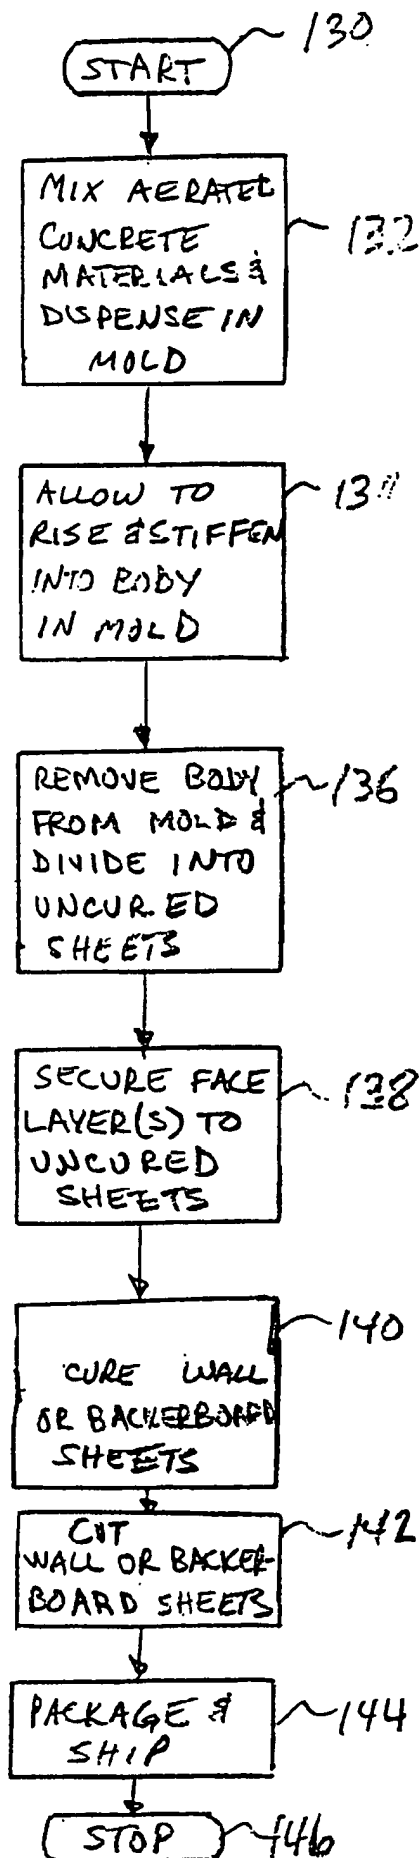 130
START
MIX AERATED
CONCRETE
MATERIALS &
DISPENSE IN
MOLD
132
ALLOW TO
RISE & STIFFEN
INTO BODY
IN MOLD
REMOVE BODY
FROM MOLD &
DIVIDE INTO
UNCURED
SHEETS
136
SECURE FACE
LAYER(S) TO
UNCURED
SHEETS
138
CURE WALL
OR BACKERBOARD
SHEETS
140
CUT
WALL OR BACKER-
BOARD SHEETS
142
PACKAGE &
SHIP
144
STOP
146